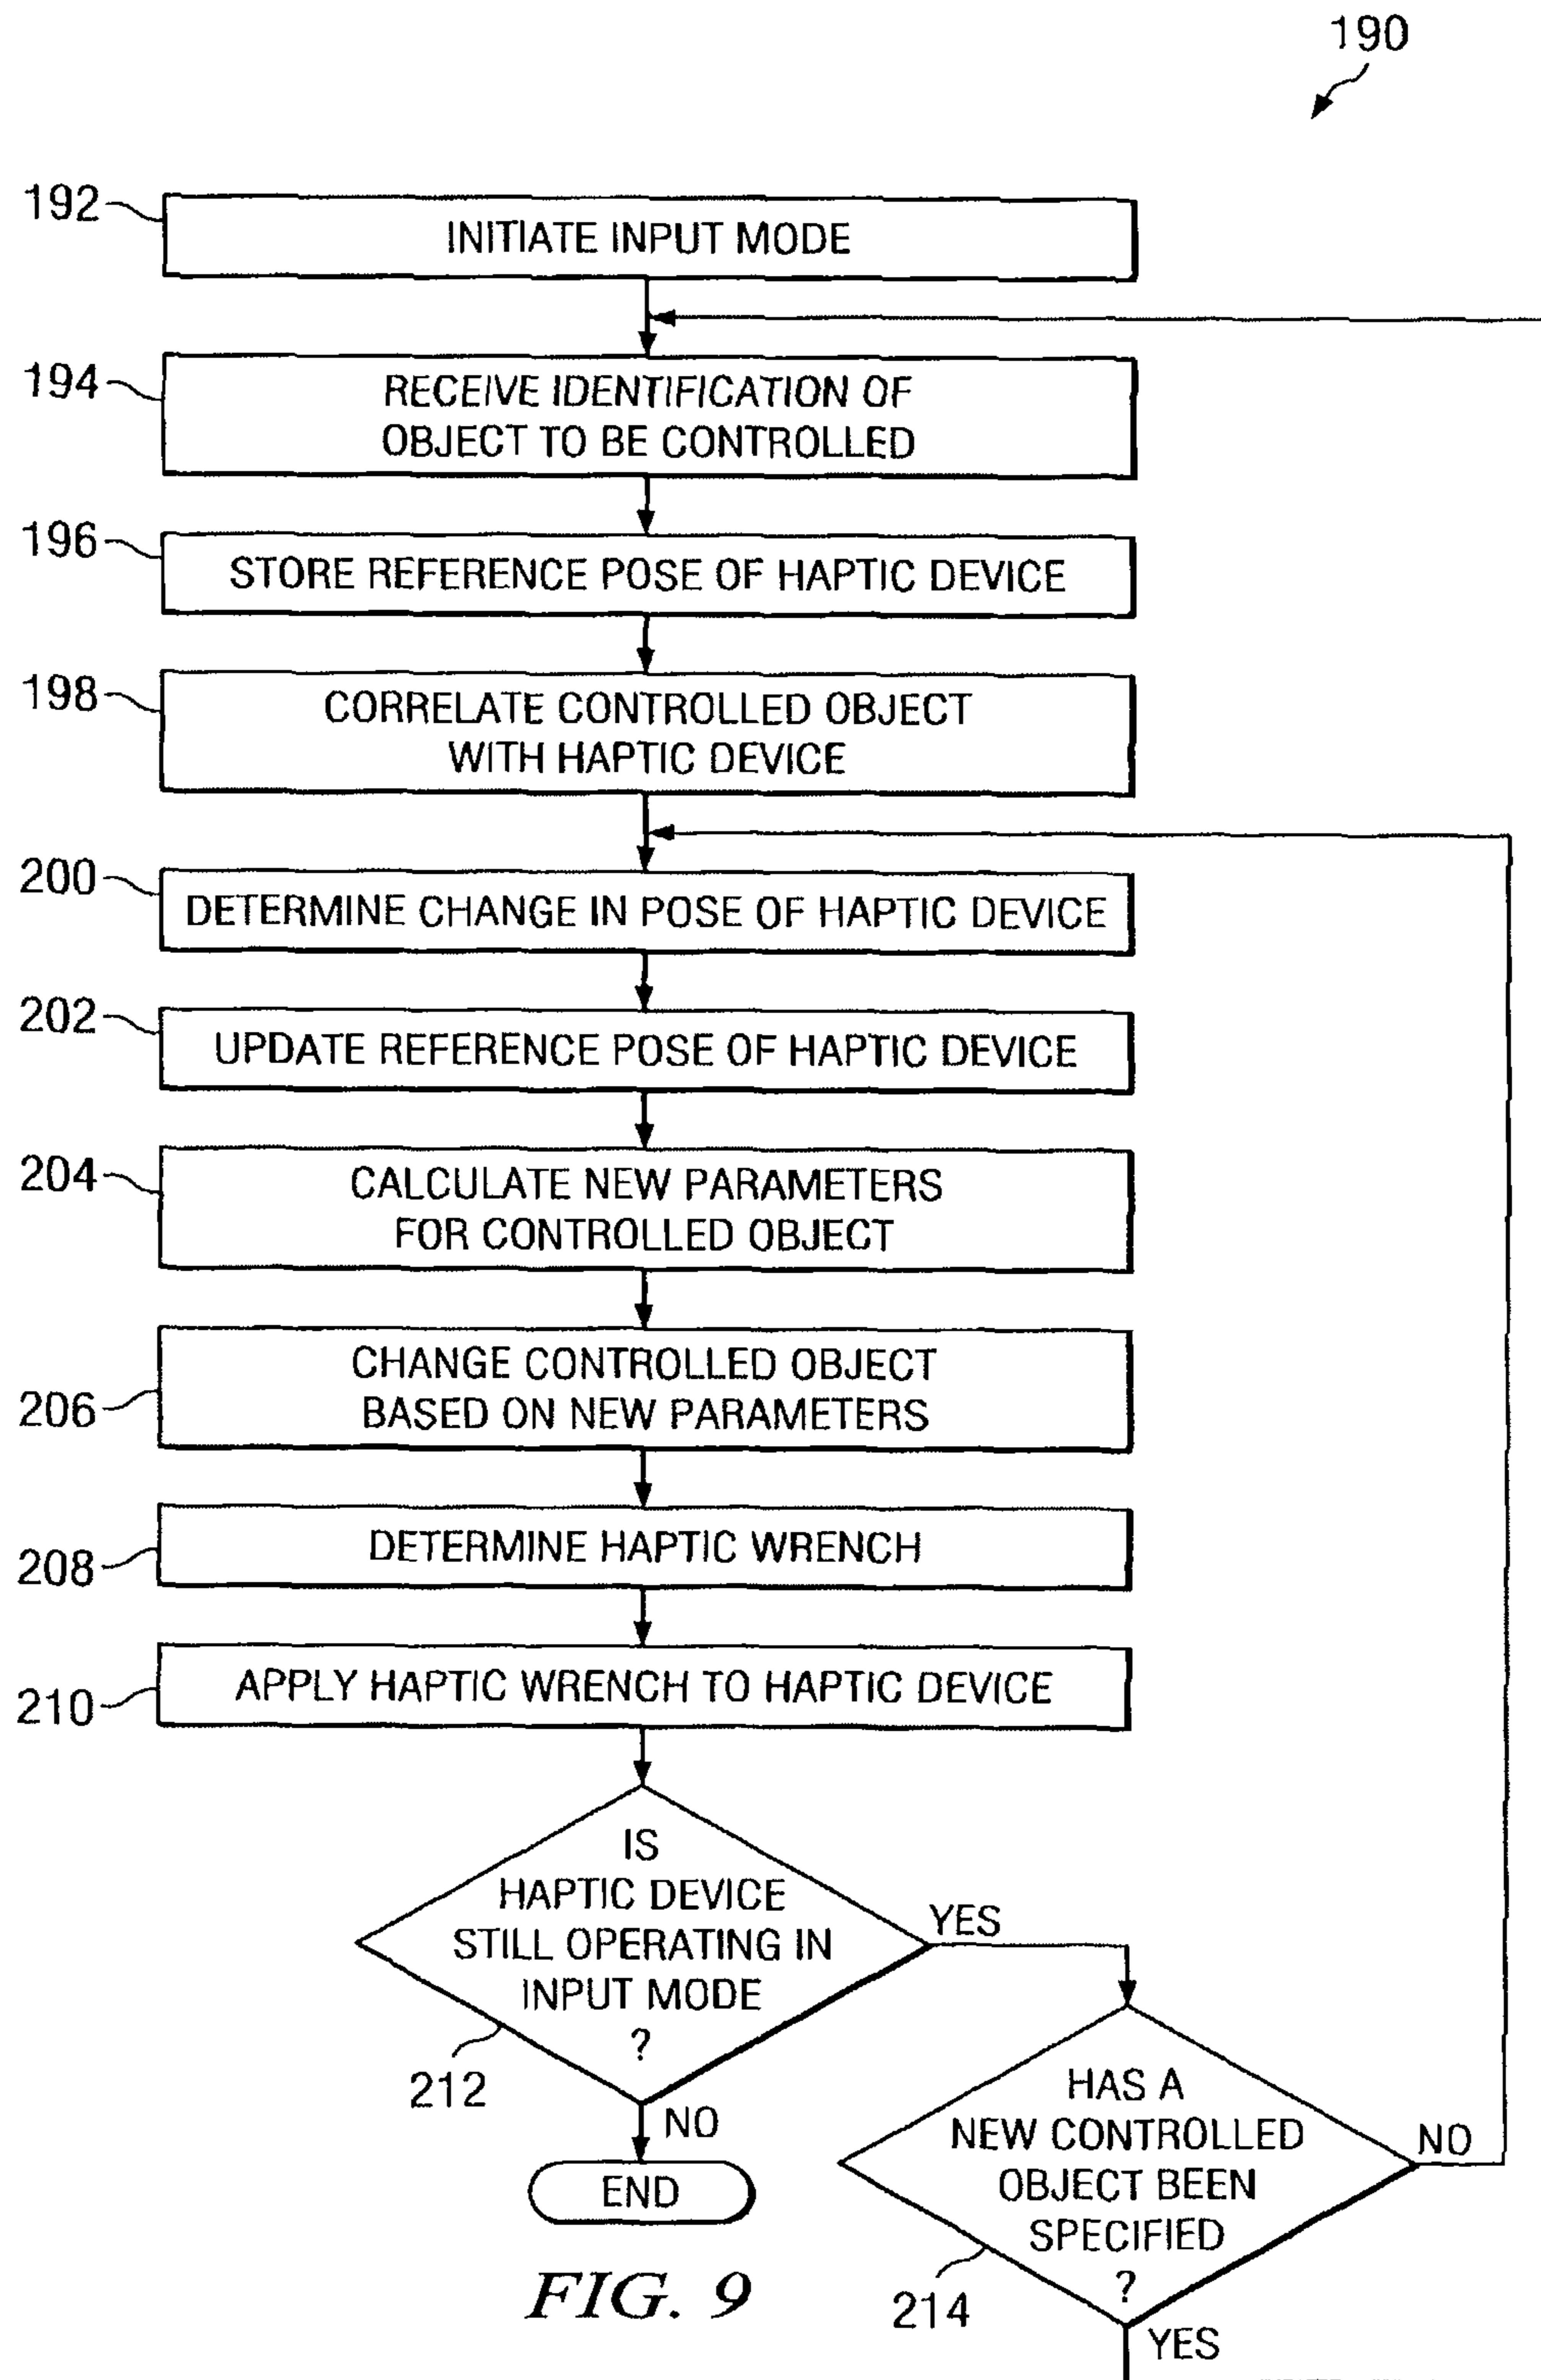 190
192
INITIATE INPUT MODE
194
RECEIVE IDENTIFICATION OF
OBJECT TO BE CONTROLLED
196
STORE REFERENCE POSE OF HAPTIC DEVICE
198
CORRELATE CONTROLLED OBJECT
WITH HAPTIC DEVICE
200
DETERMINE CHANGE IN POSE OF HAPTIC DEVICE
202
UPDATE REFERENCE POSE OF HAPTIC DEVICE
204
CALCULATE NEW PARAMETERS
FOR CONTROLLED OBJECT
206
CHANGE CONTROLLED OBJECT
BASED ON NEW PARAMETERS
208
DETERMINE HAPTIC WRENCH
210
APPLY HAPTIC WRENCH TO HAPTIC DEVICE
IS
HAPTIC DEVICE
STILL OPERATING IN
INPUT MODE
?
212
YES
NO
END
HAS A
NEW CONTROLLED
OBJECT BEEN
SPECIFIED
?
214
NO
YES
FIG. 9